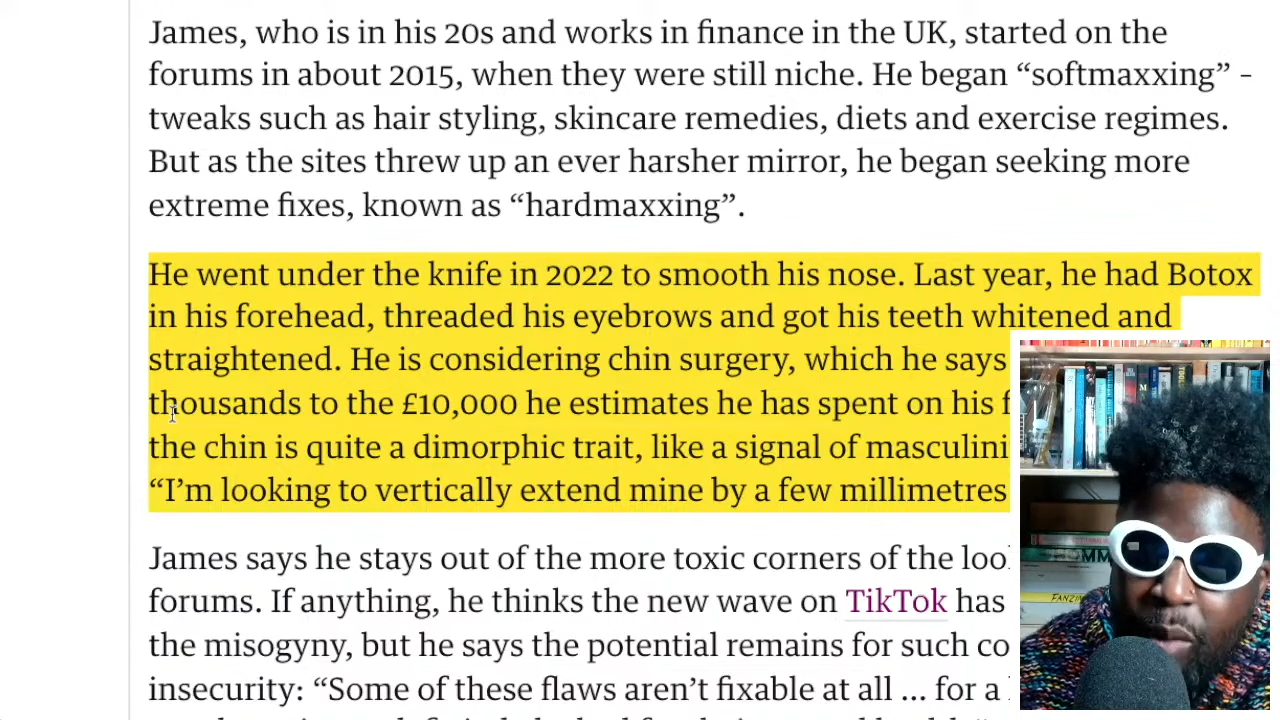 James, who is in his 20s and works in finance in the UK, started on the
forums in about 2015, when they were still niche. He began “softmaxxing” -
tweaks such as hair styling, skincare remedies, diets and exercise regimes.
But as the sites threw up an ever harsher mirror, he began seeking more
extreme fixes, known as “hardmaxxing”.
He went under the knife in 2022 to smooth his nose. Last year, he had Botox
in his forehead, threaded his eyebrows and got his teeth whitened and
straightened. He is considering chin surgery, which he says
thousands to the £10,000 he estimates he has spent on his
the chin is quite a dimorphic trait, like a signal of
“I’m looking to vertically extend mine by a few millimetres
James says he stays out of the more toxic corners of the
forums. If anything, he thinks the new wave on TikTok has
the misogyny, but he says the potential remains for such
insecurity: “Some of these flaws aren’t fixable at all ... for a
FANZIN